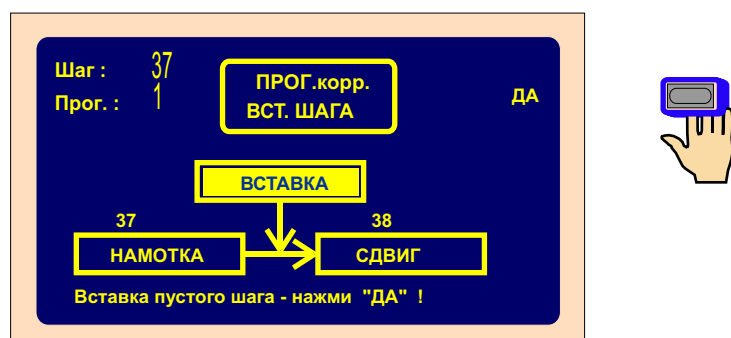 Шаг : 37
Прог. : 1
ПРОГ.корр.
ВСТ. ШАГА
ДА
ВСТАВКА
37
38
НАМОТКА
СДВИГ
Вставка пустого шага - нажми "ДА" !